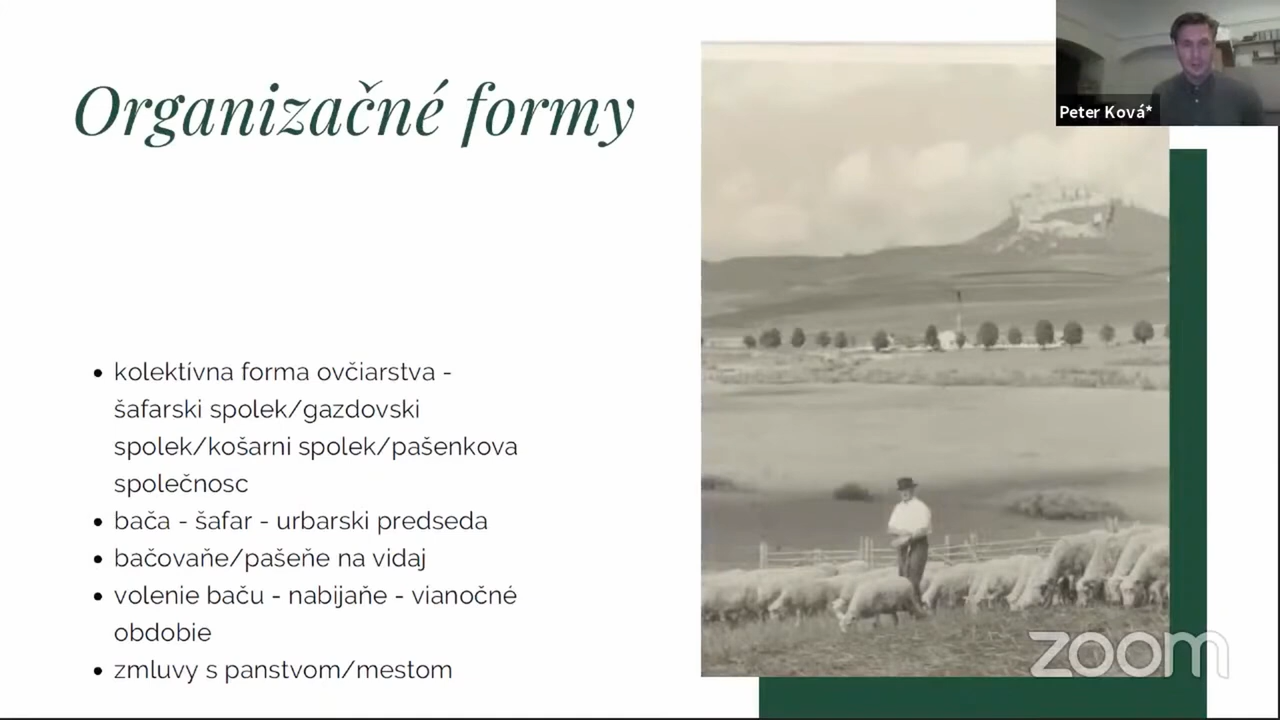 Organizačné formy
Peter Ková*
kolektívna forma ovčiarstva -
šafarski spolek/gazdovski
spolek/košarni spolek/pašenkova
společnosc
bača - šafar - urbarski predseda
bačovaňe/pašeňe na vidaj
volenie baču - nabijaňe - vianočné
obdobie
zmluvy s panstvom/mestom
zoom